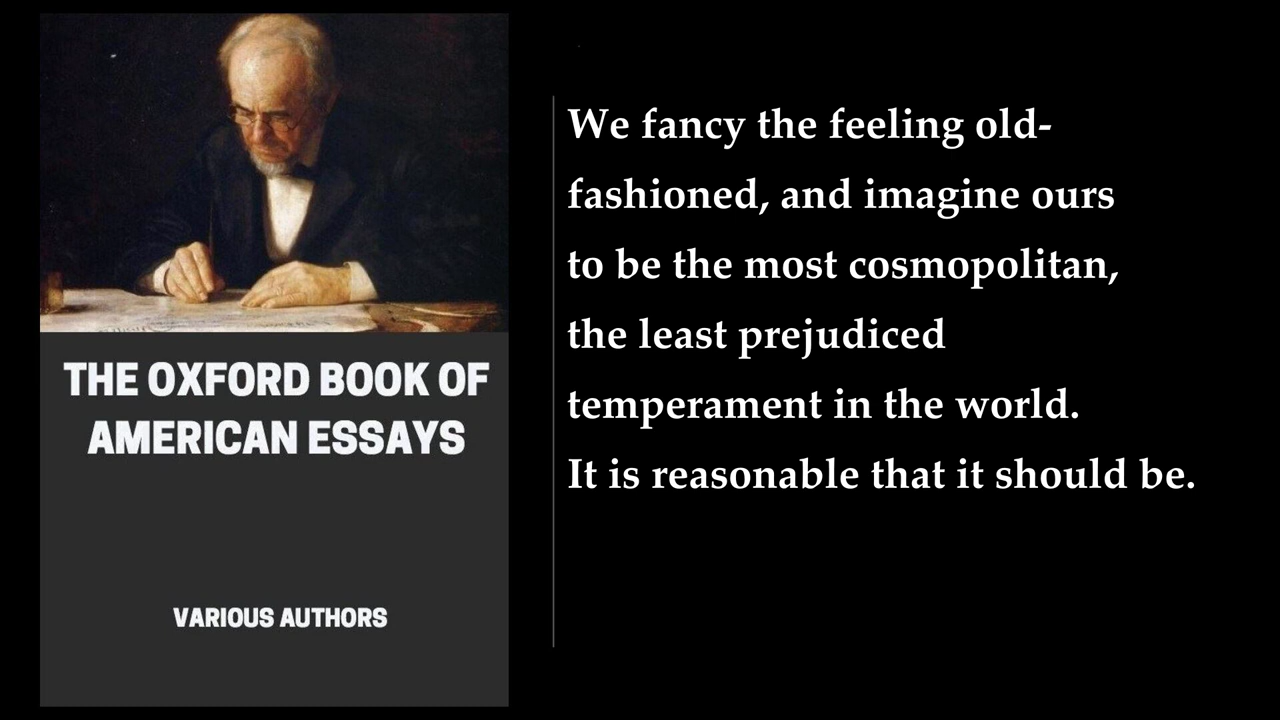 THE OXFORD BOOK OF
AMERICAN ESSAYS
VARIOUS AUTHORS
We fancy the feeling old-
fashioned, and imagine ours
to be the most cosmopolitan,
the least prejudiced
temperament in the world.
It is reasonable that it should be.